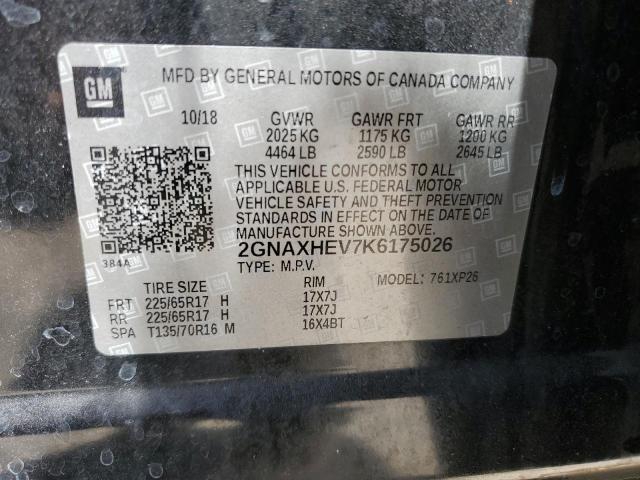 GM
MFD BY GENERAL MOTORS OF CANADA COMPANY
10/18 GVWR GAWR FRT GAWR RR
2025 KG 1175 KG 1200 KG
4464 LB 2590 LB 2645 LB
THIS VEHICLE CONFORMS TO ALL
APPLICABLE U.S. FEDERAL MOTOR
VEHICLE SAFETY AND THEFT PREVENTION
STANDARDS IN EFFECT ON THE DATE OF
MANUFACTURE SHOWN ABOVE.
2GNAXHEV7K6175026
384A TYPE: M.P.V.
TIRE SIZE RIM MODEL: 761XP26
FRT 225/65R17 H 17X7J
RR 225/65R17 H 17X7J
SPA T135/70R16 M 16X4BT